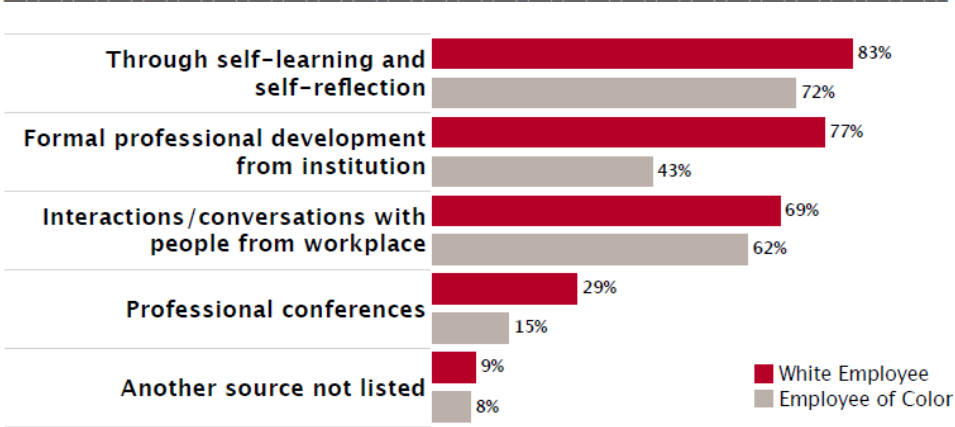 Through self-learning and
self-reflection
83%
72%
Formal professional development
from institution
77%
43%
Interactions/conversations with
people from workplace
69%
62%
Professional conferences
29%
15%
Another source not listed
9%
8%
White Employee
Employee of Color